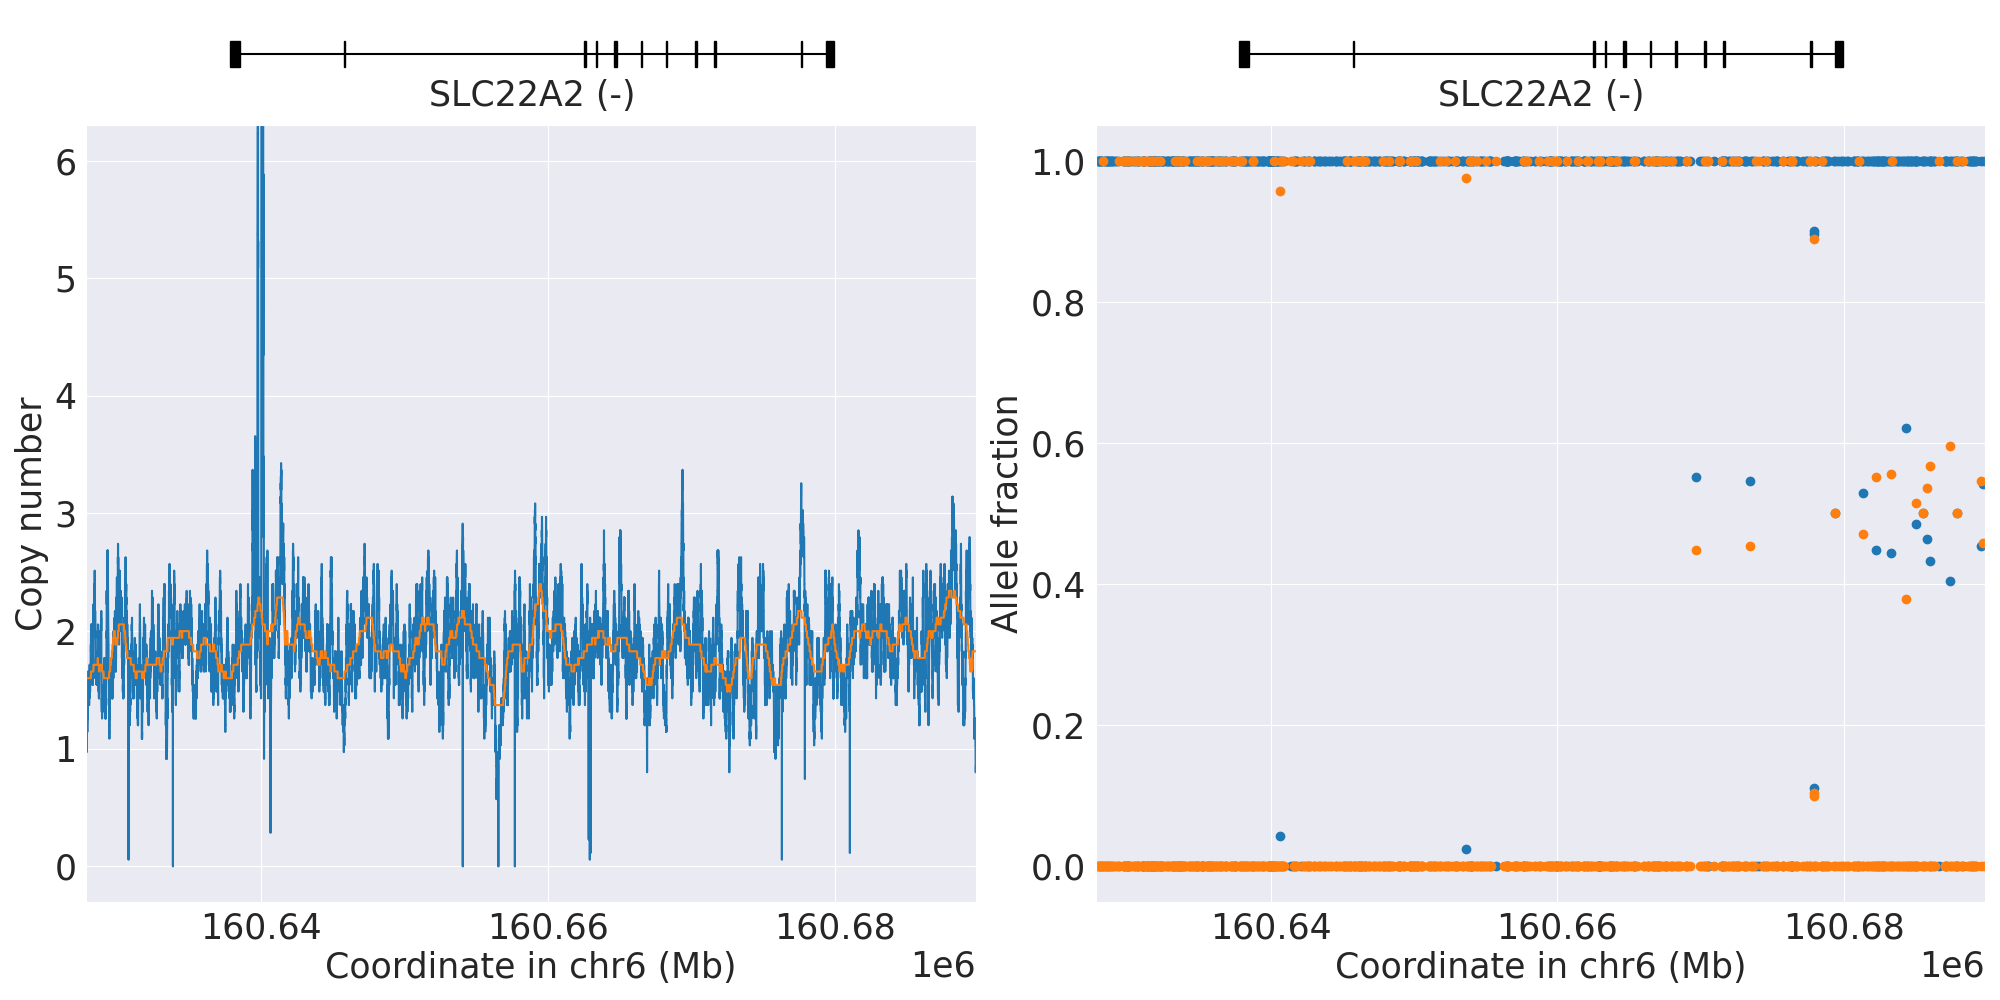 SLC22A2 (-)
6
5
4
3
2
1
0
Copy number
160.64 160.66 160.68
Coordinate in chr6 (Mb) 1e6
SLC22A2 (-)
1.0
0.8
0.6
0.4
0.2
0.0
Allele fraction
160.64 160.66 160.68
Coordinate in chr6 (Mb) 1e6